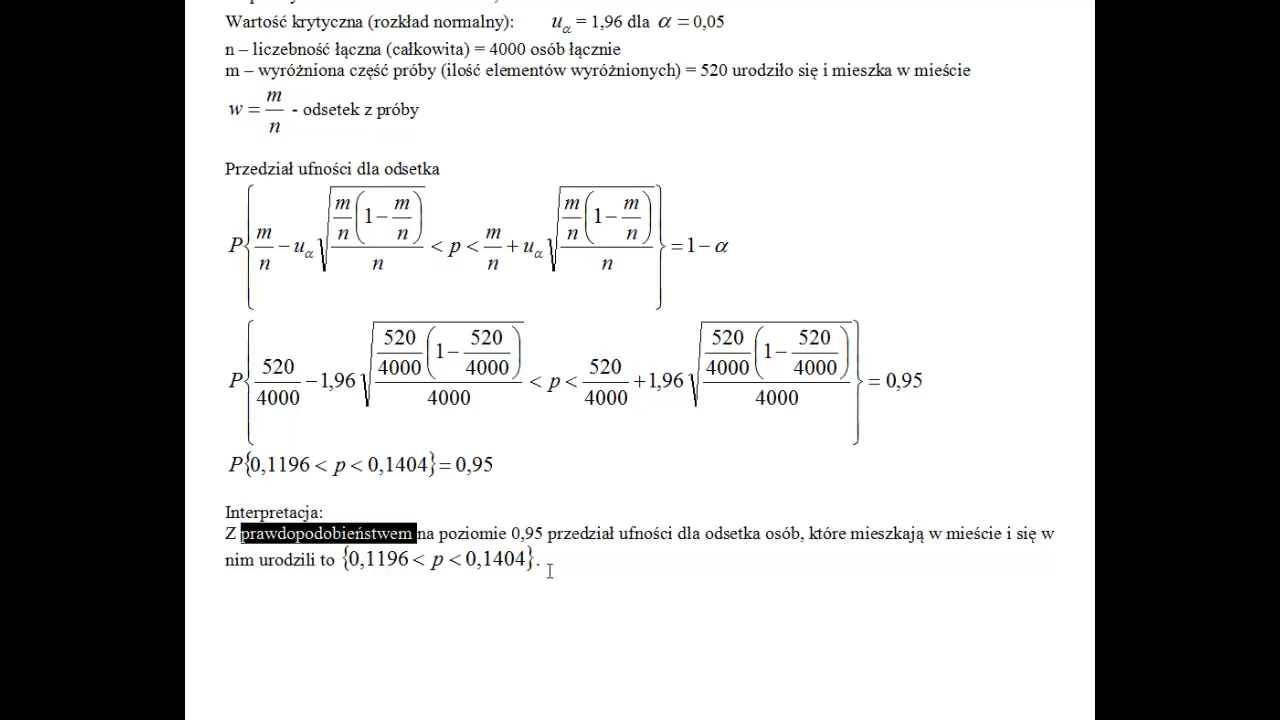 Wartość krytyczna (rozkład normalny): u_α = 1,96 dla α = 0,05
n – liczebność łączna (całkowita) = 4000 osób łącznie
m – wyróżniona część próby (ilość elementów wyróżnionych) = 520 urodziło się i mieszka w mieście
w = m/n - odsetek z próby
Przedział ufności dla odsetka
P{m/n − u_α √(m/n(1 − m/n)/n) < p < m/n + u_α √(m/n(1 − m/n)/n)} = 1 − α
P{520/4000 − 1,96 √(520/4000(1 − 520/4000)/4000) < p < 520/4000 + 1,96 √(520/4000(1 − 520/4000)/4000)} = 0,95
P{0,1196 < p < 0,1404} = 0,95
Interpretacja:
Z prawdopodobieństwem na poziomie 0,95 przedział ufności dla odsetka osób, które mieszkają w mieście i się w
nim urodzili to {0,1196 < p < 0,1404}.